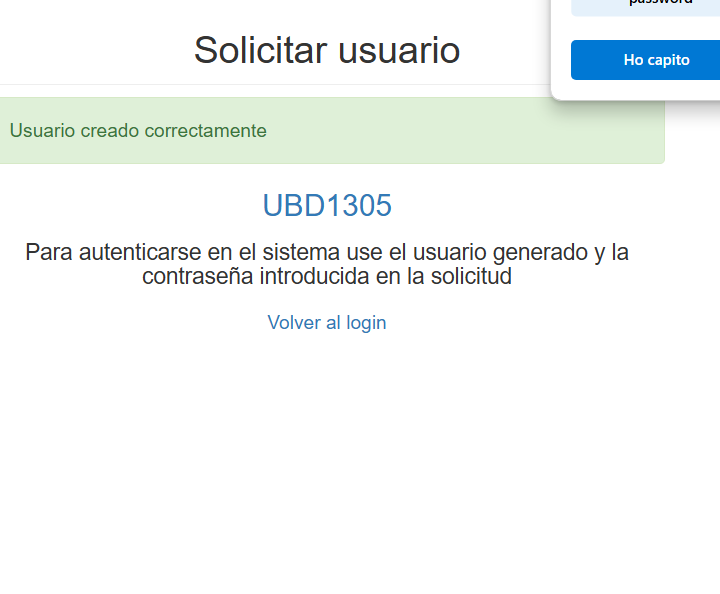 password
Solicitar usuario
Ho capito
Usuario creado correctamente
UBD1305
Para autenticarse en el sistema use el usuario generado y la
contraseña introducida en la solicitud
Volver al login